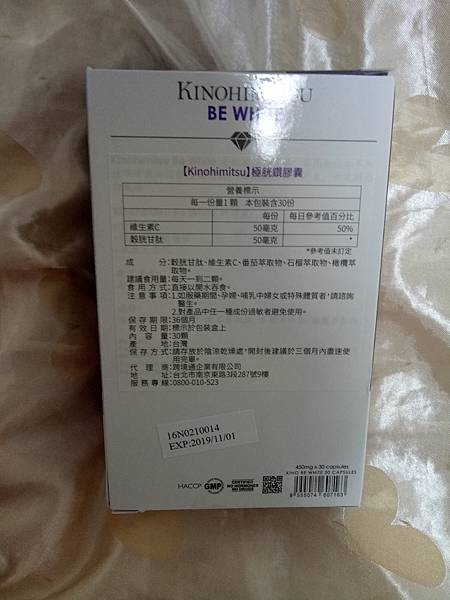 KINOHIMITSU
BE WHITE
【Kinohimitsu】極胱鑽膠囊
營養標示
每一份量1顆 本包裝含30份
每份 每日參考值百分比
維生素C 50毫克 50%
穀胱甘肽 50毫克 *
*參考值未訂定
成分:穀胱甘肽、維生素C、番茄萃取物、石榴萃取物、橄欖萃取物。
建議食用量:每天一到二顆。
食用方式:直接以開水吞食。
注意事項:1.如服藥期間、孕婦、哺乳中婦女或特殊體質者,請諮詢
醫生。
2.對產品中任一種成份過敏者避免使用。
保存期限:36個月
有效日期:標示於包裝盒上
內容量:30顆
產地:台灣
保存方式:請存放於陰涼乾燥處,開封後建議於三個月內盡速使
用完畢。
代理商:跨境通企業有限公司
地址:台北市南京東路3段287號9樓
服務專線:0800-010-523
16N0210014
EXP:2019/11/01
HACCP GMP CERTIFIED
NO HORMONES
NO DRUGS
450mg x 30 capsules
KINO BE WHITE 30 CAPSULES
9 555074 607163